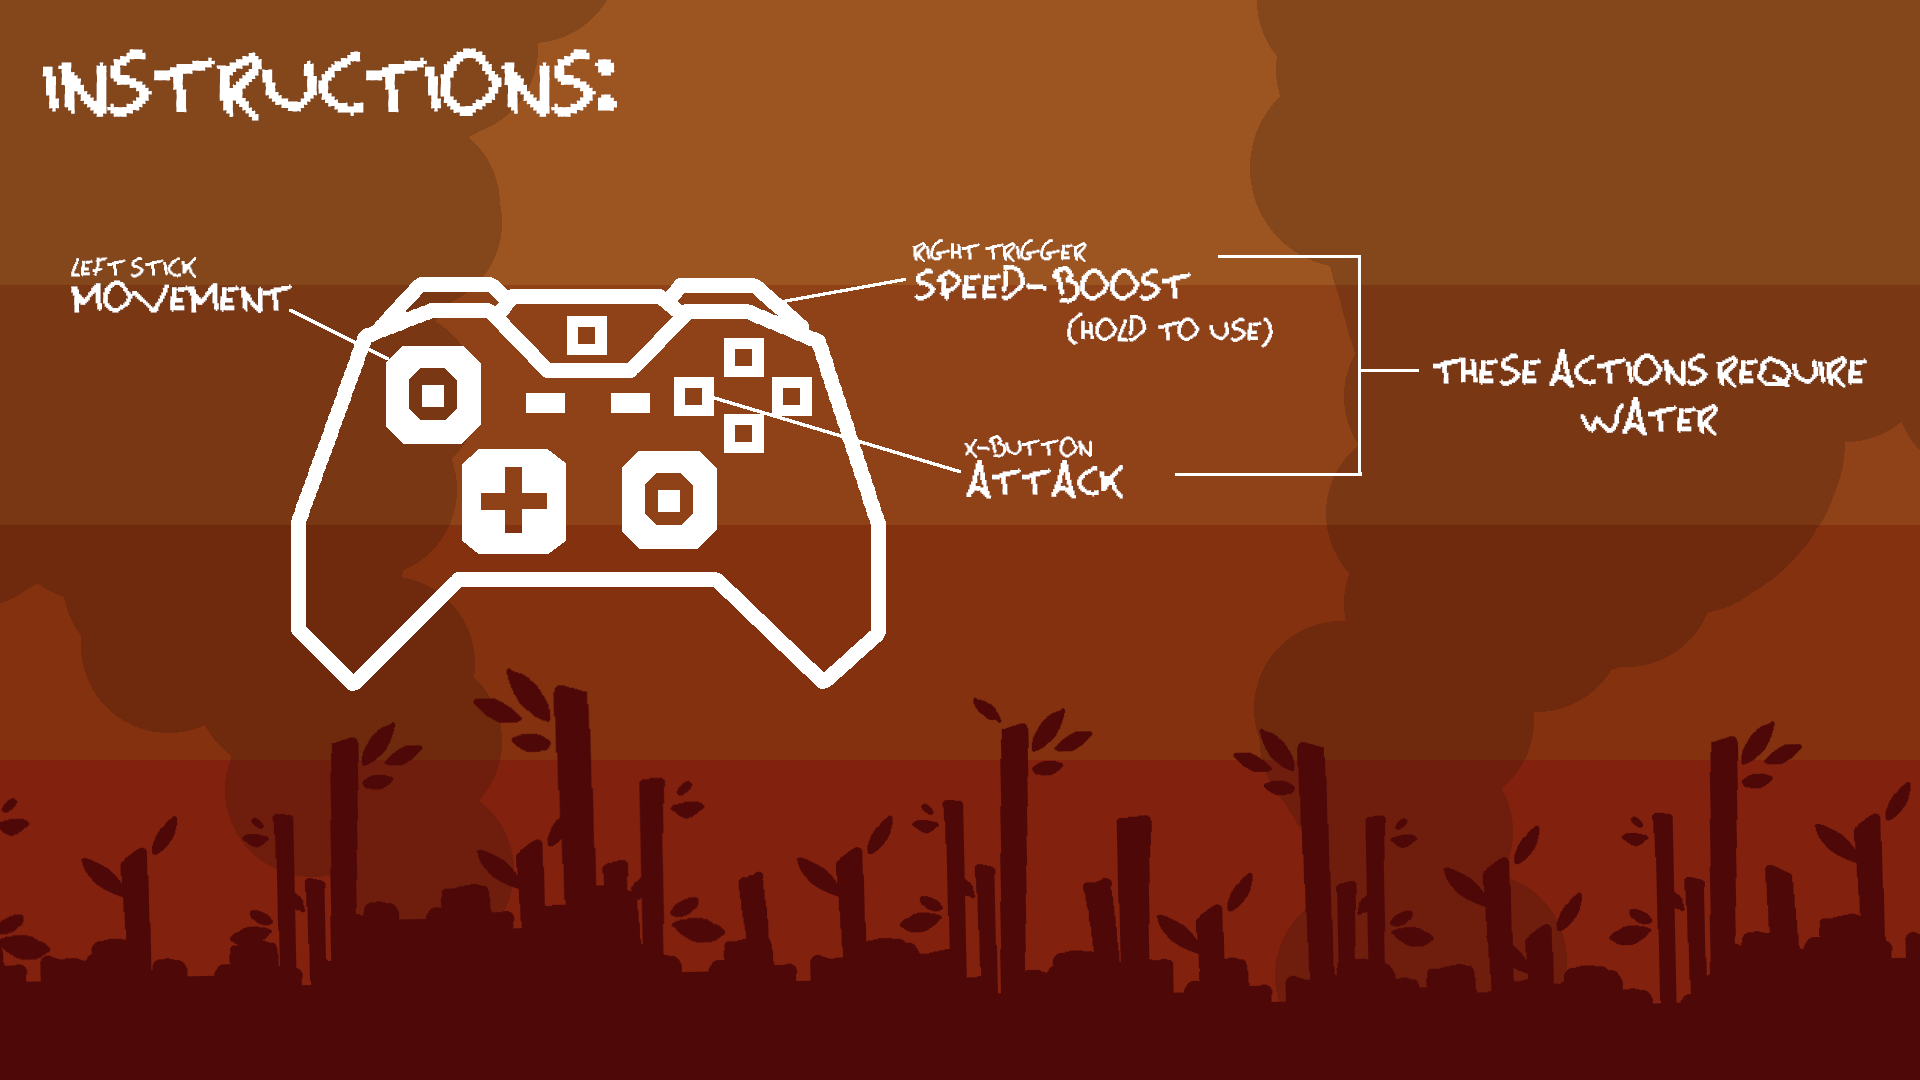 INSTRUCTIONS:
LEFT STICK
MOVEMENT
RIGHT TRIGGER
SPEED-BOOST
(HOLD TO USE)
X-BUTTON
ATTACK
THESE ACTIONS REQUIRE
WATER